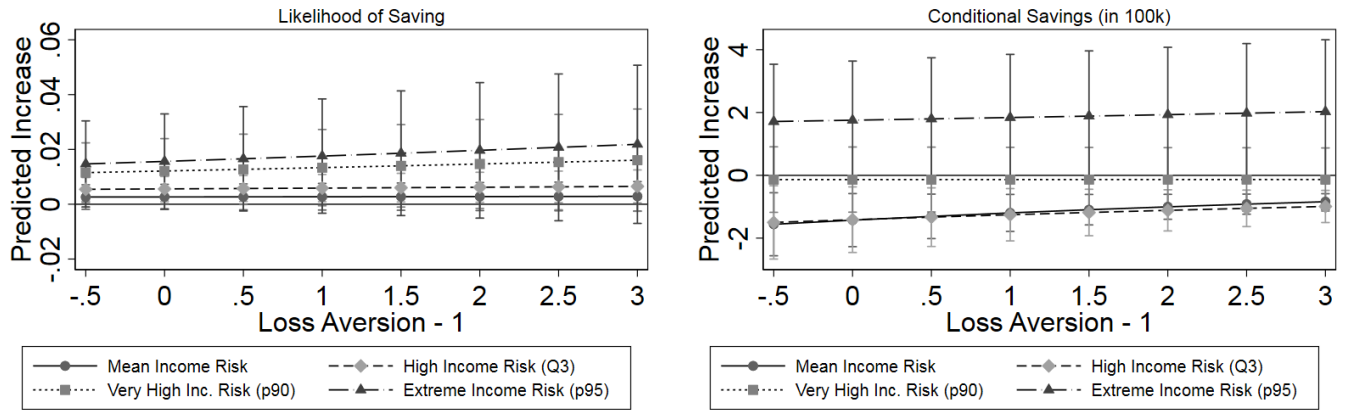 Likelihood of Saving
Predicted Increase
.06
.04
.02
0
-.02
-.5 0 .5 1 1.5 2 2.5 3
Loss Aversion - 1
Mean Income Risk
High Income Risk (Q3)
Very High Inc. Risk (p90)
Extreme Income Risk (p95)
Conditional Savings (in 100k)
Predicted Increase
4
2
0
-2
-.5 0 .5 1 1.5 2 2.5 3
Loss Aversion - 1
Mean Income Risk
High Income Risk (Q3)
Very High Inc. Risk (p90)
Extreme Income Risk (p95)